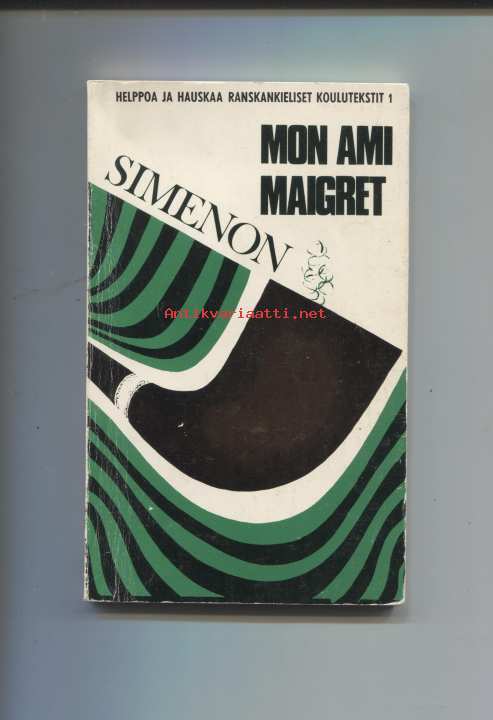 HELPPOA JA HAUSKAA RANSKANKIELISET KOULUTEKSTIT 1
MON AMI
MAIGRET
SIMENON
Antikvariaatti.net